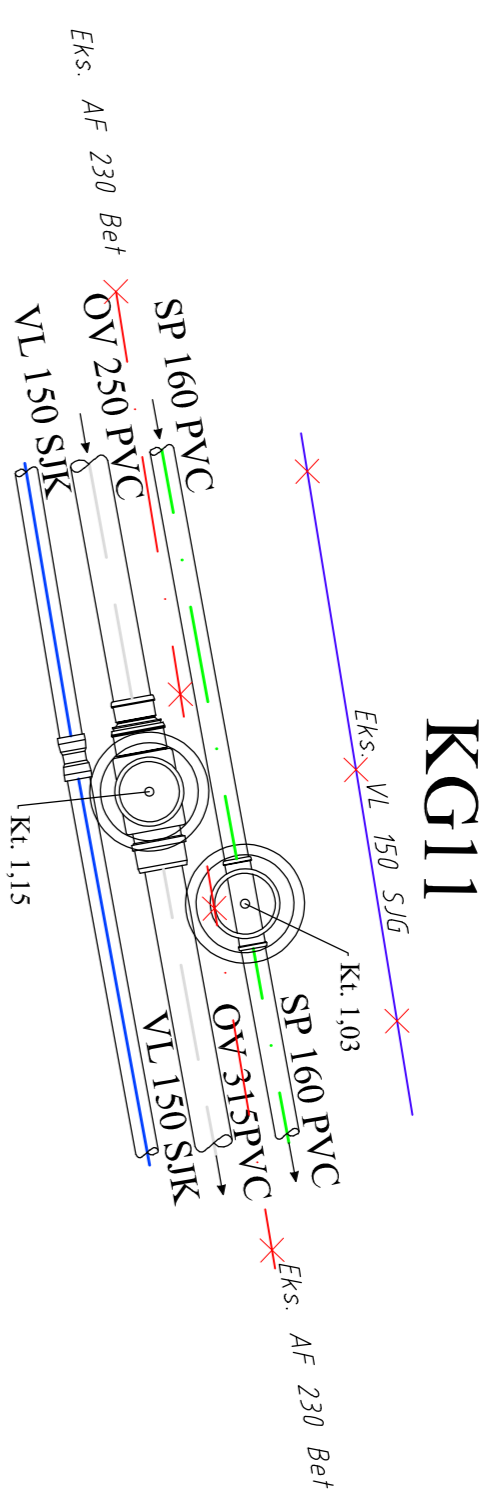 KG11
Eks. VL 150 SJG
SP 160 PVC
OV 250 PVC
VL 150 SJK
Eks. AF 230 Bet
Kt. 1,03
Kt. 1,15
SP 160 PVC
OV 315PVC
VL 150 SJK
Eks. AF 230 Bet